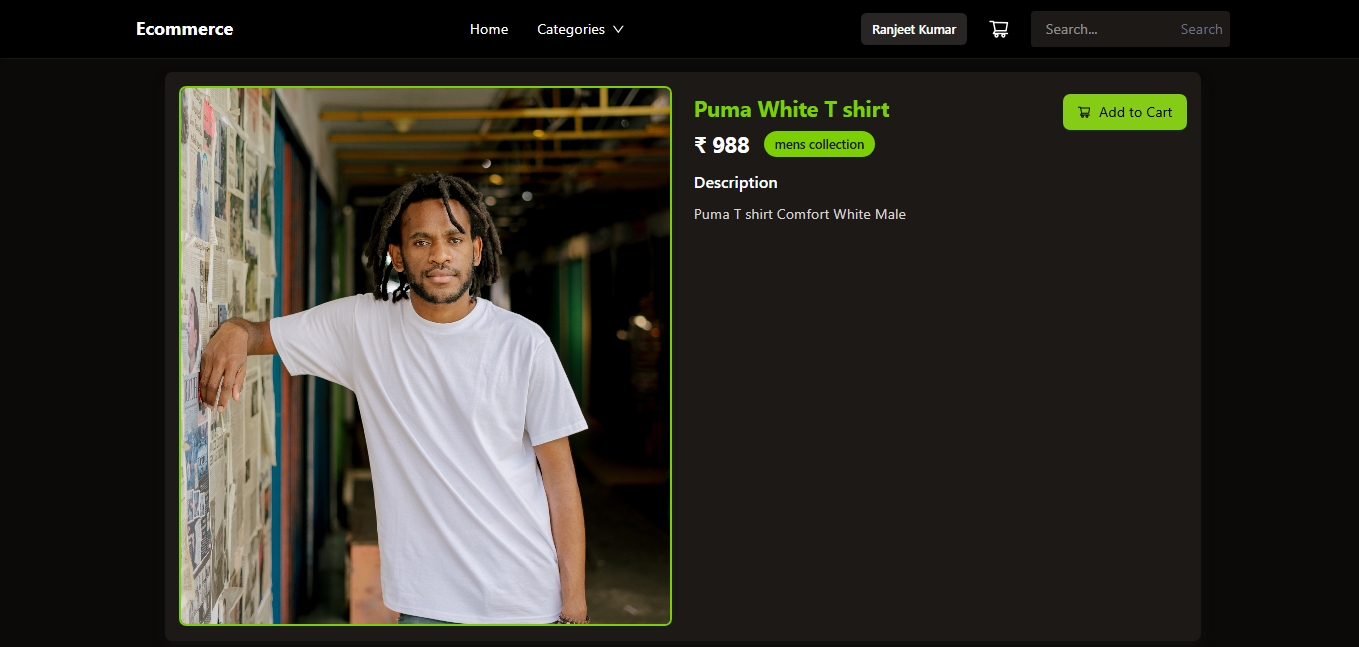 Ecommerce
Home
Categories
Ranjeet Kumar
Search...
Search
Puma White T shirt
Add to Cart
₹ 988
mens collection
Description
Puma T shirt Comfort White Male